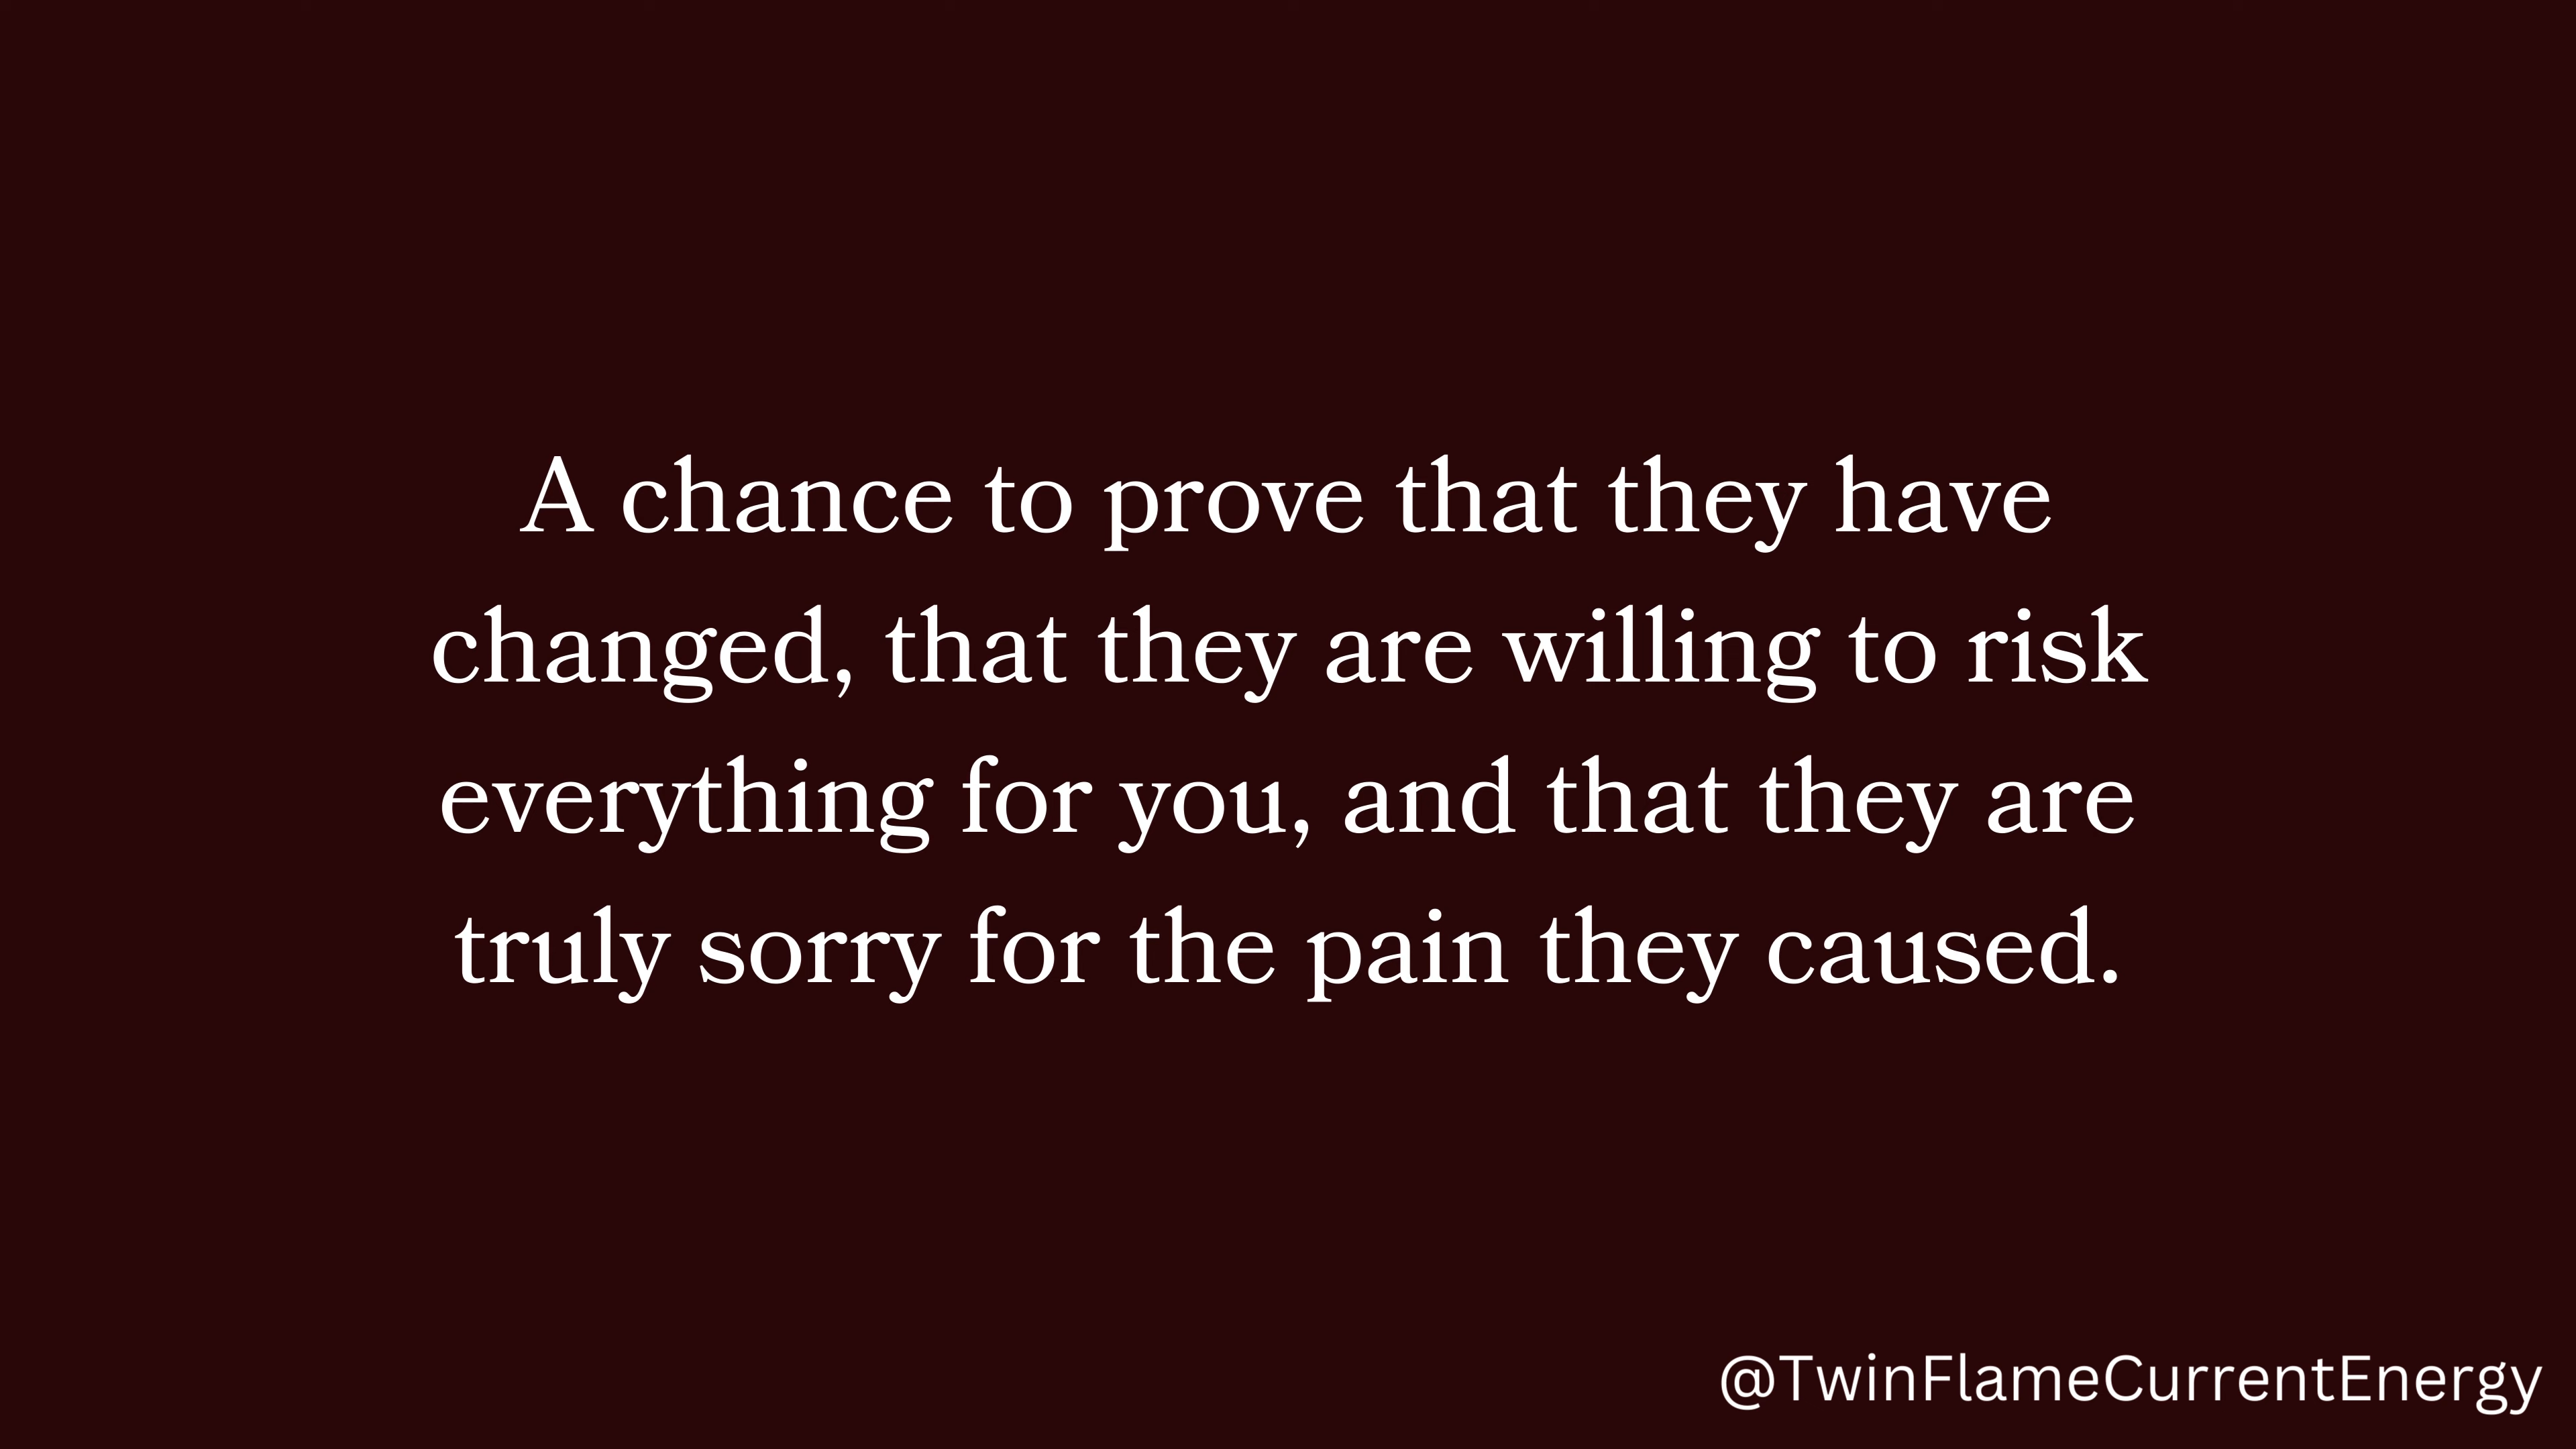 A chance to prove that they have
changed, that they are willing to risk
everything for you, and that they are
truly sorry for the pain they caused.
@TwinFlameCurrentEnergy